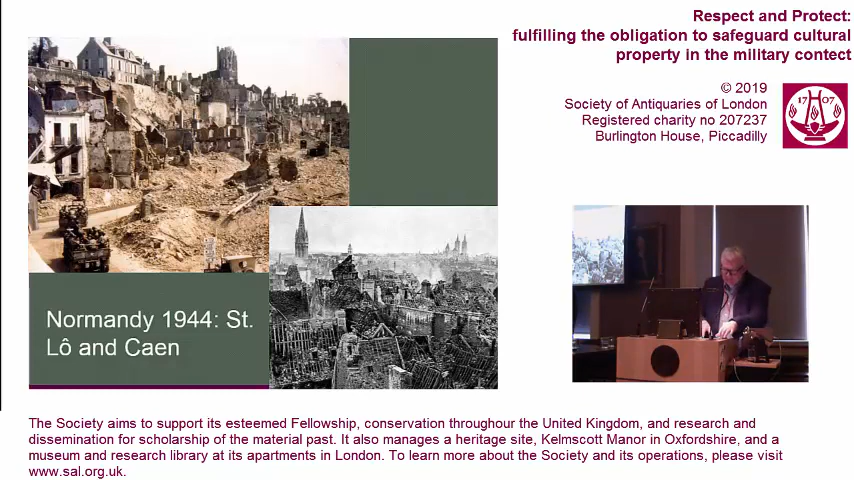 Respect and Protect:
fulfilling the obligation to safeguard cultural
property in the military contect
© 2019
Society of Antiquaries of London
Registered charity no 207237
Burlington House, Piccadilly
17 07
Normandy 1944: St.
Lô and Caen
The Society aims to support its esteemed Fellowship, conservation throughour the United Kingdom, and research and
dissemination for scholarship of the material past. It also manages a heritage site, Kelmscott Manor in Oxfordshire, and a
museum and research library at its apartments in London. To learn more about the Society and its operations, please visit
www.sal.org.uk.